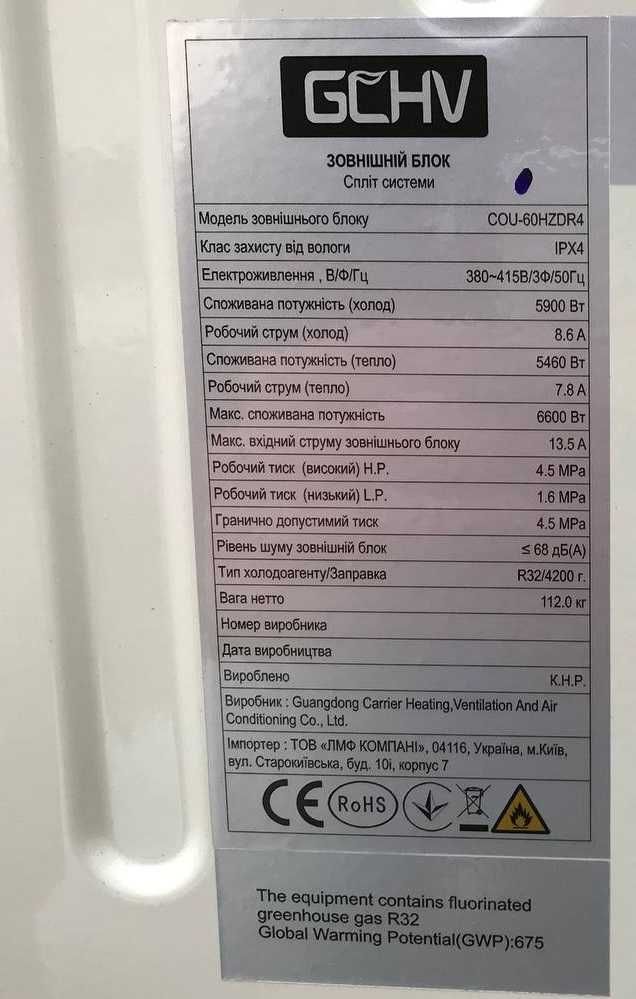 GCHV
ЗОВНІШНІЙ БЛОК
Спліт системи
Модель зовнішнього блоку COU-60HZDR4
Клас захисту від вологи IPX4
Електроживлення , В/Ф/Гц 380~415В/3Ф/50Гц
Споживана потужність (холод) 5900 Вт
Робочий струм (холод) 8.6 А
Споживана потужність (тепло) 5460 Вт
Робочий струм (тепло) 7.8 А
Макс. споживана потужність 6600 Вт
Макс. вхідний струму зовнішнього блоку 13.5 А
Робочий тиск (високий) H.P. 4.5 MPa
Робочий тиск (низький) L.P. 1.6 MPa
Гранично допустимий тиск 4.5 MPa
Рівень шуму зовнішній блок ≤ 68 дБ(А)
Тип холодоагенту/Заправка R32/4200 г.
Вага нетто 112.0 кг
Номер виробника
Дата виробництва
Вироблено К.Н.Р.
Виробник : Guangdong Carrier Heating,Ventilation And Air
Conditioning Co., Ltd.
Імпортер : ТОВ «ЛМФ КОМПАНІ», 04116, Україна, м.Київ,
вул. Старокиївська, буд. 10і, корпус 7
CE RoHS
The equipment contains fluorinated
greenhouse gas R32
Global Warming Potential(GWP):675